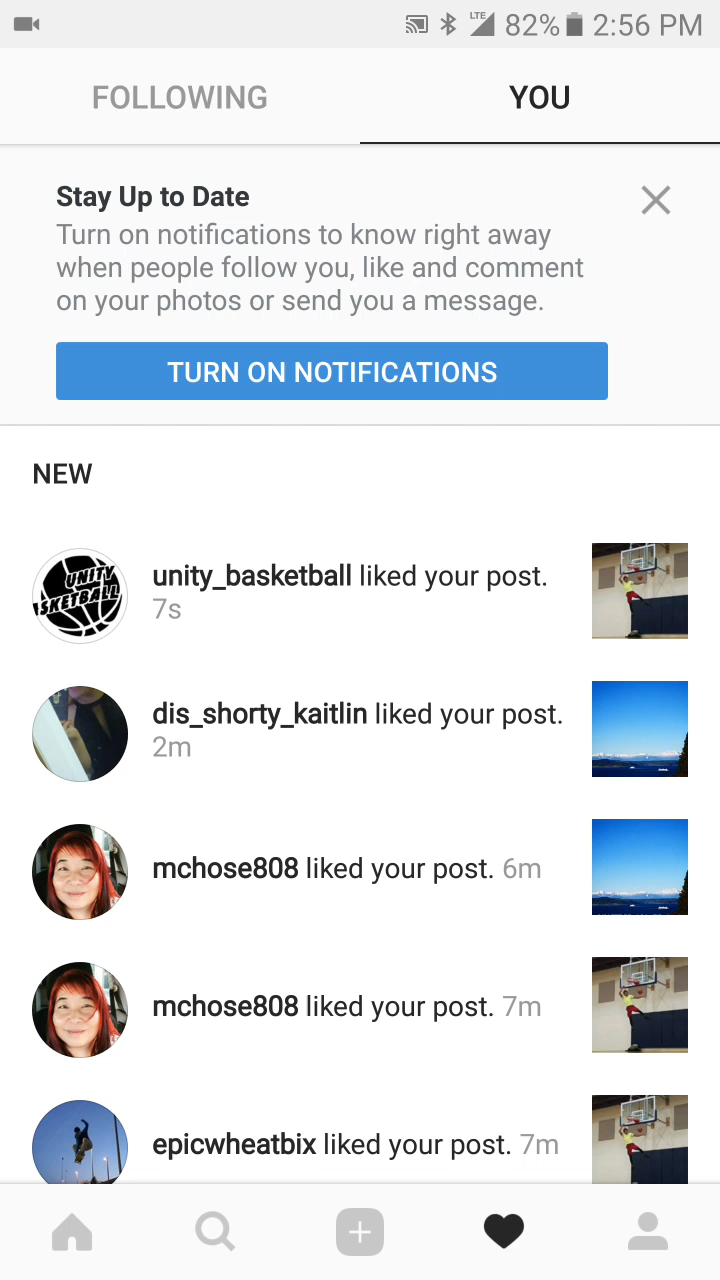 LTE 82% 2:56 PM
FOLLOWING YOU
Stay Up to Date
Turn on notifications to know right away
when people follow you, like and comment
on your photos or send you a message.
TURN ON NOTIFICATIONS
NEW
UNITY
BASKETBALL
unity_basketball liked your post.
7s
dis_shorty_kaitlin liked your post.
2m
mchose808 liked your post. 6m
mchose808 liked your post. 7m
epicwheatbix liked your post. 7m